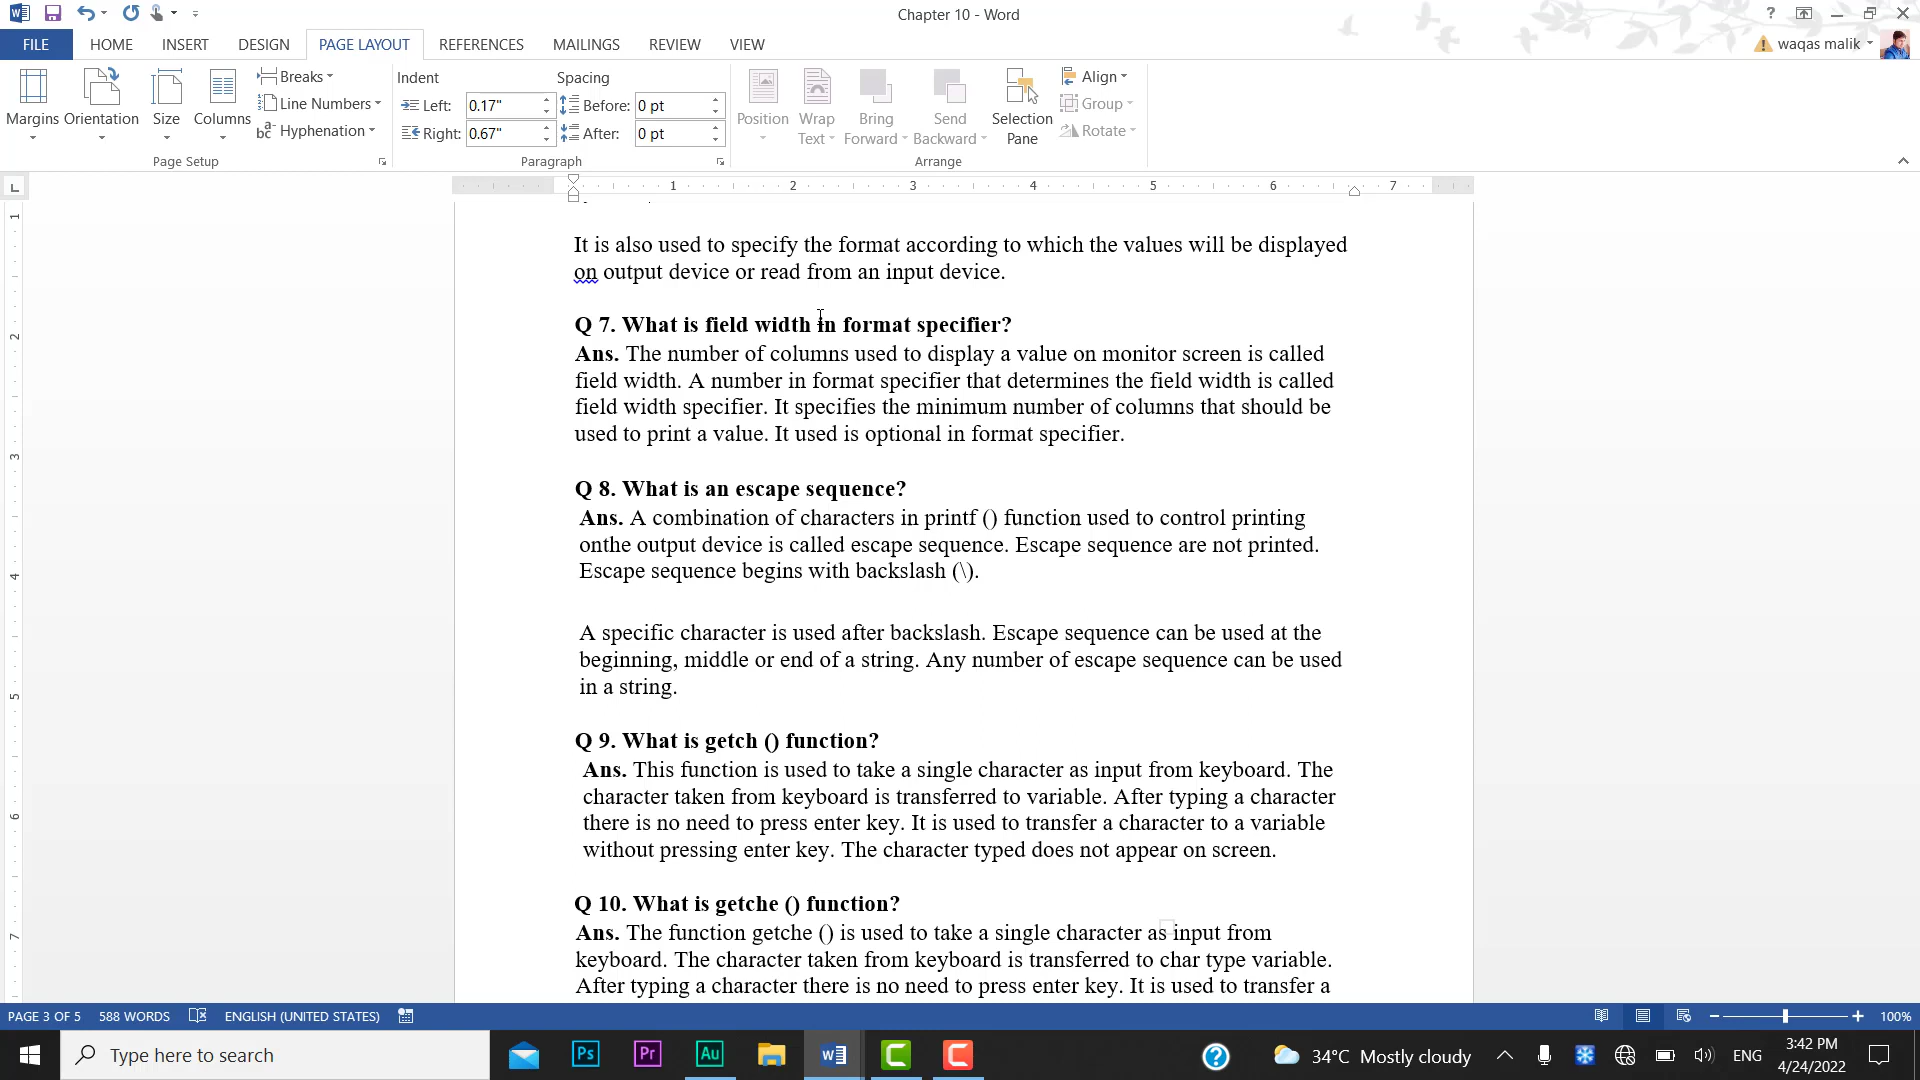 Chapter 10 - Word
?
FILE HOME INSERT DESIGN PAGE LAYOUT REFERENCES MAILINGS REVIEW VIEW
waqas malik
Margins Orientation Size Columns
Breaks
Line Numbers
Hyphenation
Page Setup
Indent Spacing
Left: 0.17" Before: 0 pt
Right: 0.67" After: 0 pt
Paragraph
Position Wrap Text Bring Forward Send Backward Selection Pane
Align
Group
Rotate
Arrange
1 2 3 4 5 6 7
It is also used to specify the format according to which the values will be displayed
on output device or read from an input device.
Q 7. What is field width in format specifier?
Ans. The number of columns used to display a value on monitor screen is called
field width. A number in format specifier that determines the field width is called
field width specifier. It specifies the minimum number of columns that should be
used to print a value. It used is optional in format specifier.
Q 8. What is an escape sequence?
Ans. A combination of characters in printf () function used to control printing
onthe output device is called escape sequence. Escape sequence are not printed.
Escape sequence begins with backslash (\).
A specific character is used after backslash. Escape sequence can be used at the
beginning, middle or end of a string. Any number of escape sequence can be used
in a string.
Q 9. What is getch () function?
Ans. This function is used to take a single character as input from keyboard. The
character taken from keyboard is transferred to variable. After typing a character
there is no need to press enter key. It is used to transfer a character to a variable
without pressing enter key. The character typed does not appear on screen.
Q 10. What is getche () function?
Ans. The function getche () is used to take a single character as input from
keyboard. The character taken from keyboard is transferred to char type variable.
After typing a character there is no need to press enter key. It is used to transfer a
1
2
3
4
5
6
7
PAGE 3 OF 5 588 WORDS ENGLISH (UNITED STATES) 100%
Type here to search
Ps Pr Au
34°C Mostly cloudy
ENG
3:42 PM
4/24/2022